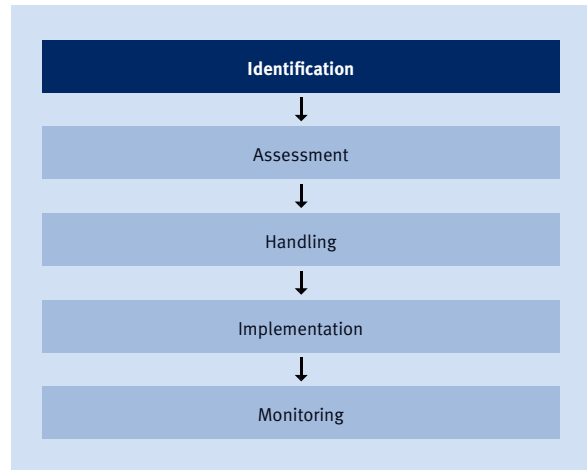 Identification
Assessment
Handling
Implementation
Monitoring